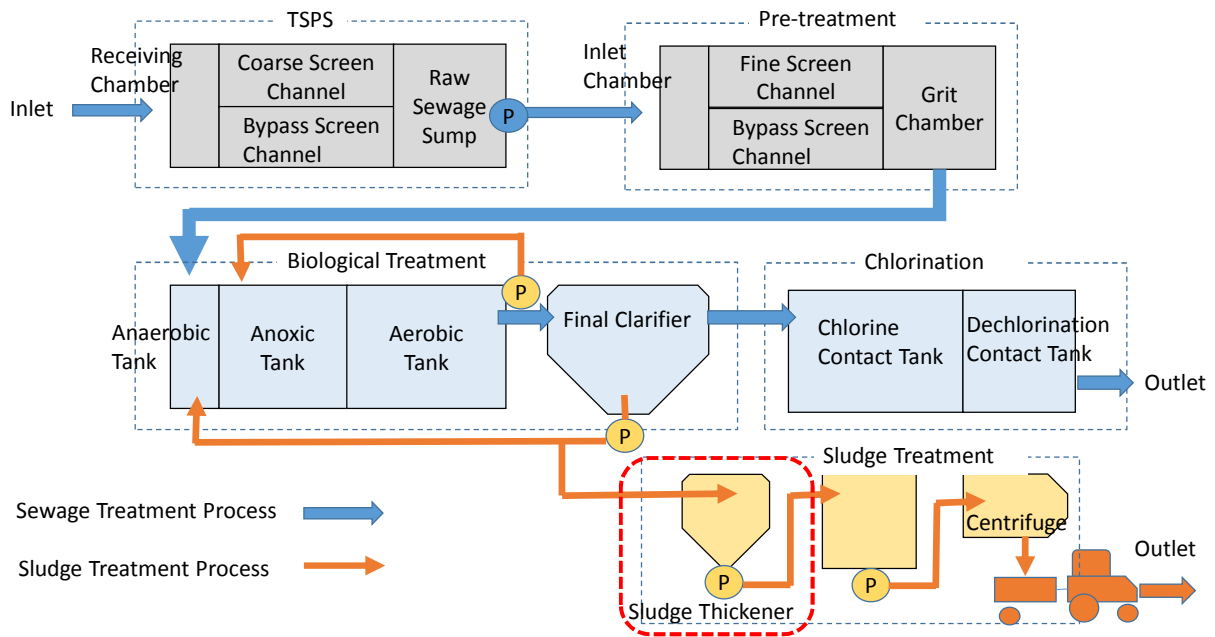 TSPS
Pre-treatment
Receiving
Chamber
Coarse Screen
Channel
Bypass Screen
Channel
Raw
Sewage
Sump
Inlet
P
Inlet
Chamber
Fine Screen
Channel
Bypass Screen
Channel
Grit
Chamber
Biological Treatment
Chlorination
P
Anaerobic
Tank
Anoxic
Tank
Aerobic
Tank
Final Clarifier
Chlorine
Contact Tank
Dechlorination
Contact Tank
Outlet
P
Sludge Treatment
Sewage Treatment Process
Sludge Treatment Process
Centrifuge
P
P
Sludge Thickener
Outlet